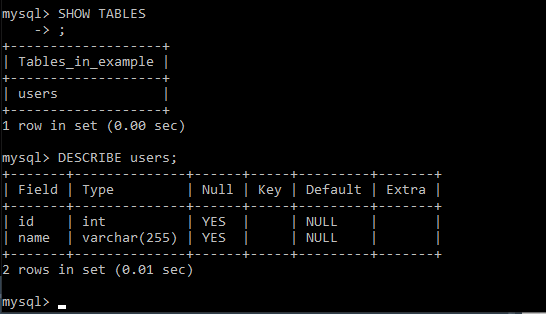 mysql> SHOW TABLES
    -> ;
+-------------------+
| Tables_in_example |
+-------------------+
| users             |
+-------------------+
1 row in set (0.00 sec)

mysql> DESCRIBE users;
+-------+--------------+------+-----+---------+-------+
| Field | Type         | Null | Key | Default | Extra |
+-------+--------------+------+-----+---------+-------+
| id    | int          | YES  |     | NULL    |       |
| name  | varchar(255) | YES  |     | NULL    |       |
+-------+--------------+------+-----+---------+-------+
2 rows in set (0.01 sec)

mysql>